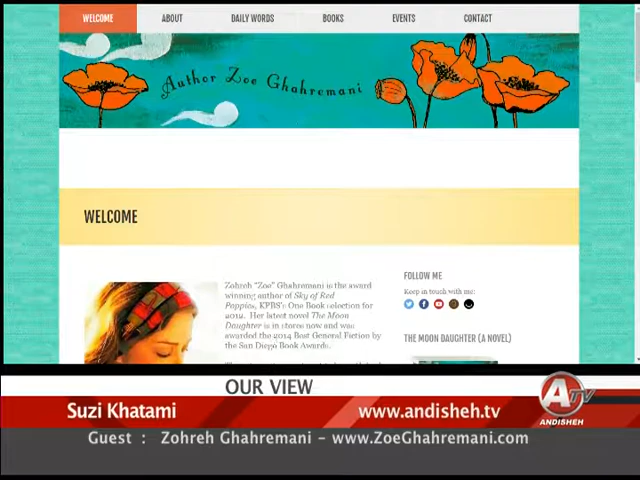 WELCOME ABOUT DAILY WORDS BOOKS EVENTS CONTACT
Author Zoe Ghahremani
WELCOME
Zohreh "Zoe" Ghahremani is the award
winning author of Sky of Red
Poppies, KPBS's One Book selection for
2012. Her latest novel The Moon
Daughter is in stores now and was
awarded the 2014 Best General Fiction by
the San Diego Book Awards.
FOLLOW ME
Keep in touch with me:
THE MOON DAUGHTER (A NOVEL)
OUR VIEW
Suzi Khatami www.andisheh.tv
ATV
ANDISHEH
Guest : Zohreh Ghahremani - www.ZoeGhahremani.com